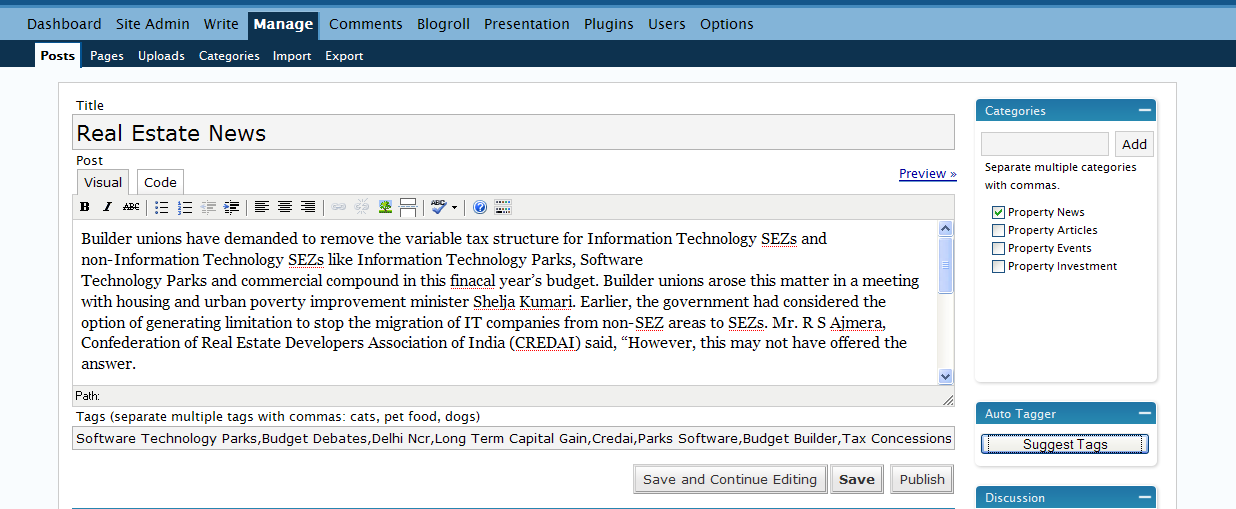 Dashboard Site Admin Write Manage Comments Blogroll Presentation Plugins Users Options
Posts Pages Uploads Categories Import Export
Title
Real Estate News
Post
Visual Code
Preview »
B I ABC
ABC
Builder unions have demanded to remove the variable tax structure for Information Technology SEZs and
non-Information Technology SEZs like Information Technology Parks, Software
Technology Parks and commercial compound in this finacal year’s budget. Builder unions arose this matter in a meeting
with housing and urban poverty improvement minister Shelja Kumari. Earlier, the government had considered the
option of generating limitation to stop the migration of IT companies from non-SEZ areas to SEZs. Mr. R S Ajmera,
Confederation of Real Estate Developers Association of India (CREDAI) said, “However, this may not have offered the
answer.
Path:
Tags (separate multiple tags with commas: cats, pet food, dogs)
Software Technology Parks,Budget Debates,Delhi Ncr,Long Term Capital Gain,Credai,Parks Software,Budget Builder,Tax Concessions
Save and Continue Editing Save Publish
Categories
Add
Separate multiple categories
with commas.
Property News
Property Articles
Property Events
Property Investment
Auto Tagger
Suggest Tags
Discussion